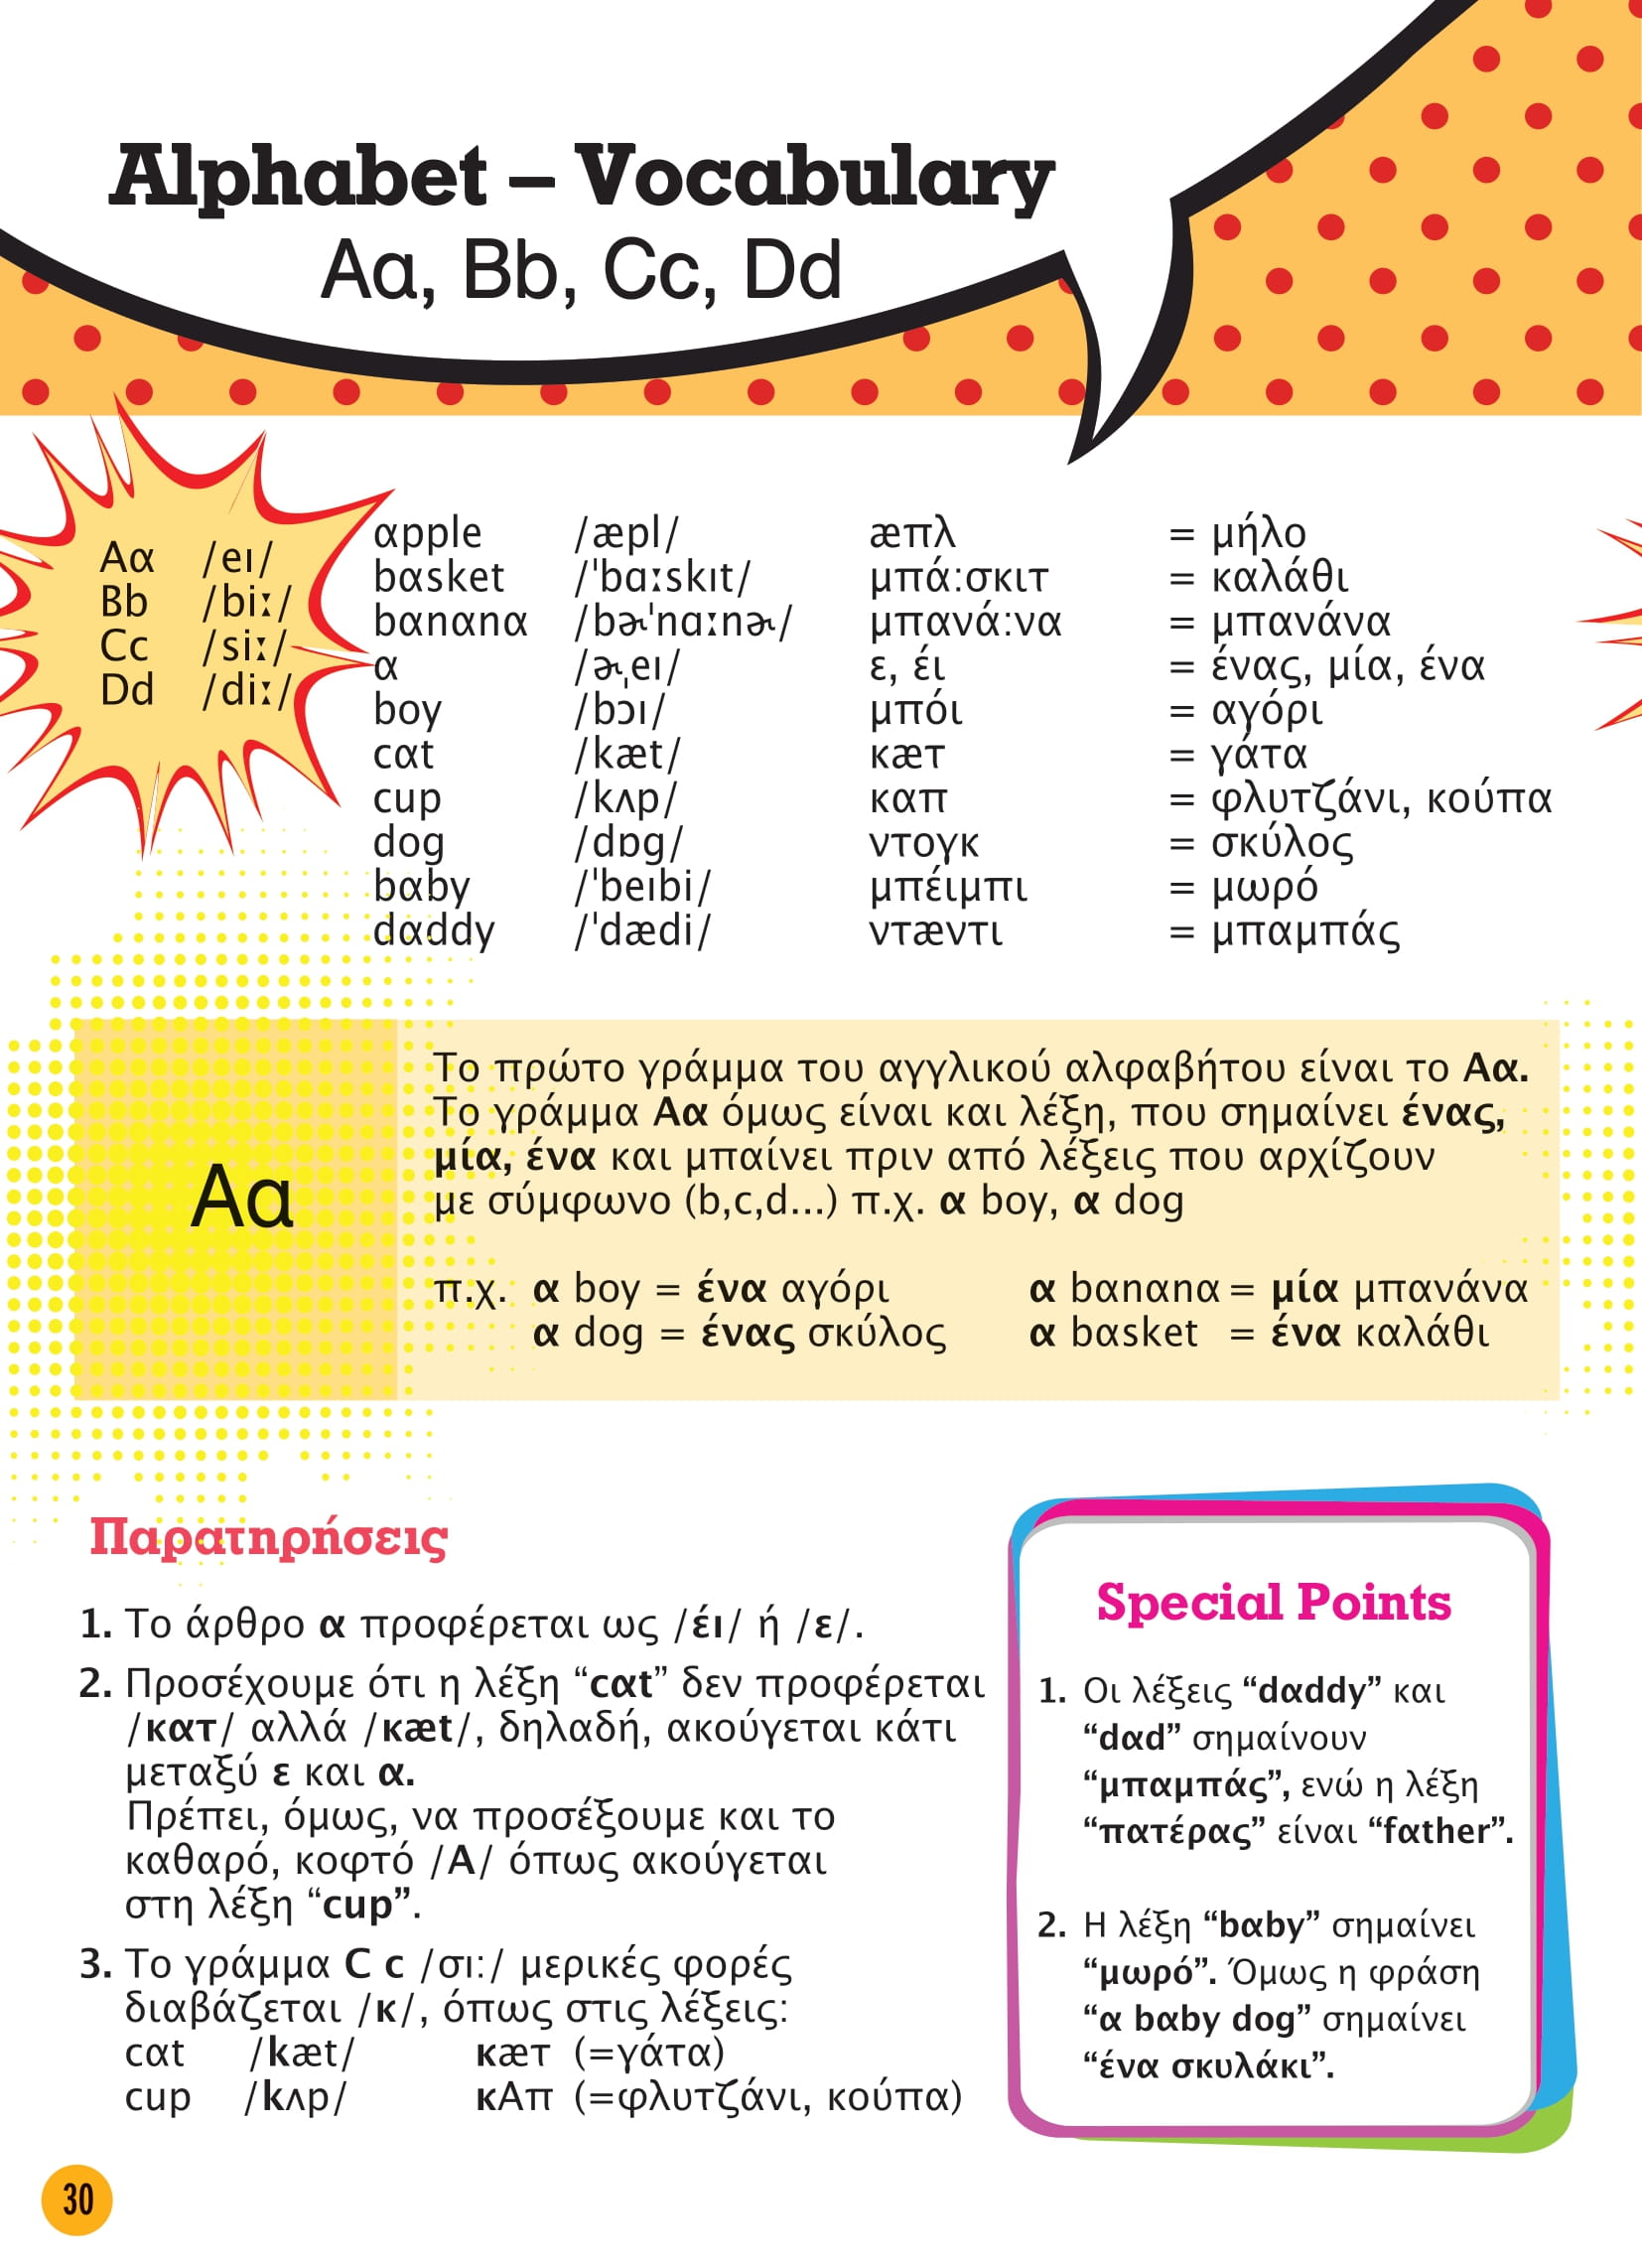 Alphabet – Vocabulary
Aa, Bb, Cc, Dd
Aa /eɪ/
Bb /biː/
Cc /siː/
Dd /diː/
apple /æpl/ æπλ = μήλο
basket /ˈbɑːskɪt/ μπά:σκιτ = καλάθι
banana /bɚˈnɑːnɚ/ μπανά:να = μπανάνα
a /ɚˌeɪ/ ε, έι = ένας, μία, ένα
boy /bɔɪ/ μπόι = αγόρι
cat /kæt/ κæτ = γάτα
cup /kʌp/ καπ = φλυτζάνι, κούπα
dog /dɒg/ ντογκ = σκύλος
baby /ˈbeɪbi/ μπέιμπι = μωρό
daddy /ˈdædi/ ντæντι = μπαμπάς
Aa
Το πρώτο γράμμα του αγγλικού αλφαβήτου είναι το Aa.
Το γράμμα Aa όμως είναι και λέξη, που σημαίνει ένας,
μία, ένα και μπαίνει πριν από λέξεις που αρχίζουν
με σύμφωνο (b,c,d...) π.χ. a boy, a dog
π.χ. a boy = ένα αγόρι a banana = μία μπανάνα
a dog = ένας σκύλος a basket = ένα καλάθι
Παρατηρήσεις
1. Το άρθρο a προφέρεται ως /έι/ ή /ε/.
2. Προσέχουμε ότι η λέξη “cat” δεν προφέρεται
/κατ/ αλλά /κæt/, δηλαδή, ακούγεται κάτι
μεταξύ ε και α.
Πρέπει, όμως, να προσέξουμε και το
καθαρό, κοφτό /Α/ όπως ακούγεται
στη λέξη “cup”.
3. Το γράμμα C c /σι:/ μερικές φορές
διαβάζεται /κ/, όπως στις λέξεις:
cat /kæt/ κæτ (=γάτα)
cup /kʌp/ κΑπ (=φλυτζάνι, κούπα)
Special Points
1. Οι λέξεις “daddy” και
“dad” σημαίνουν
“μπαμπάς”, ενώ η λέξη
“πατέρας” είναι “father”.
2. Η λέξη “baby” σημαίνει
“μωρό”. Όμως η φράση
“a baby dog” σημαίνει
“ένα σκυλάκι”.
30